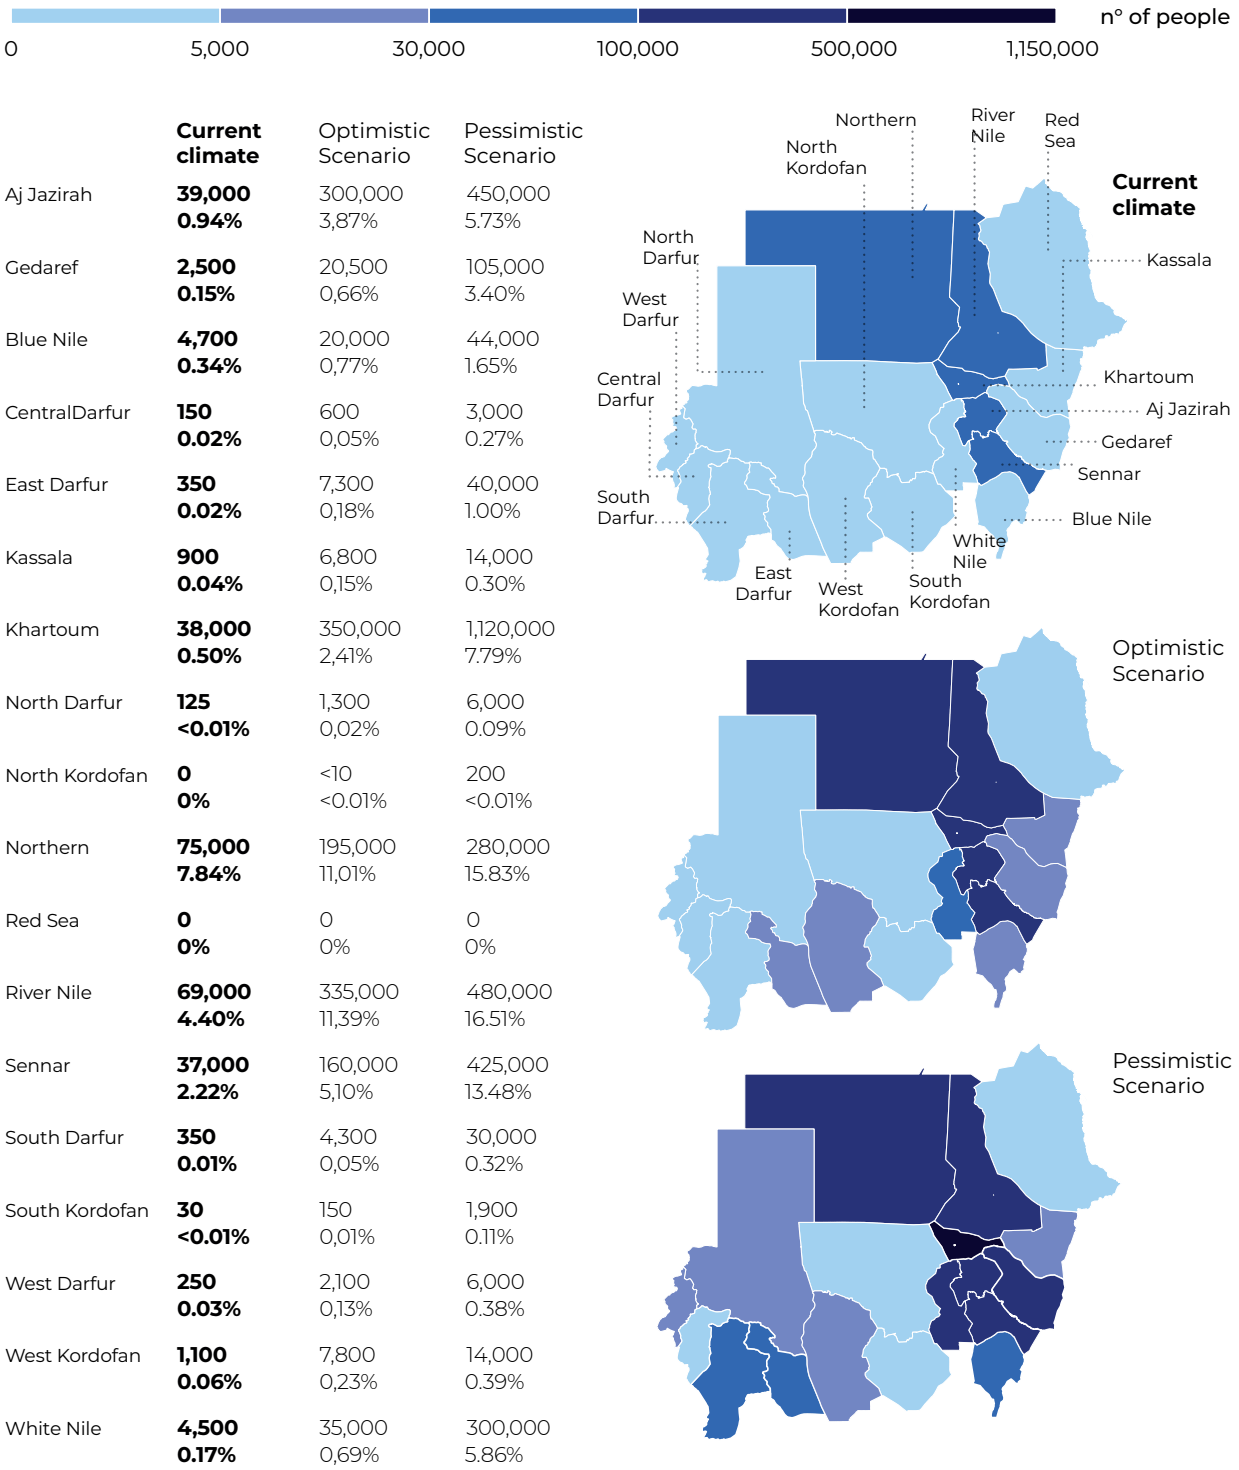 n° of people
0 5,000 30,000 100,000 500,000 1,150,000
Current climate
Optimistic Scenario
Pessimistic Scenario
Aj Jazirah 39,000 300,000 450,000
0.94% 3,87% 5.73%
Gedaref 2,500 20,500 105,000
0.15% 0,66% 3.40%
Blue Nile 4,700 20,000 44,000
0.34% 0,77% 1.65%
CentralDarfur 150 600 3,000
0.02% 0,05% 0.27%
East Darfur 350 7,300 40,000
0.02% 0,18% 1.00%
Kassala 900 6,800 14,000
0.04% 0,15% 0.30%
Khartoum 38,000 350,000 1,120,000
0.50% 2,41% 7.79%
North Darfur 125 1,300 6,000
<0.01% 0,02% 0.09%
North Kordofan 0 <10 200
0% <0.01% <0.01%
Northern 75,000 195,000 280,000
7.84% 11,01% 15.83%
Red Sea 0 0 0
0% 0% 0%
River Nile 69,000 335,000 480,000
4.40% 11,39% 16.51%
Sennar 37,000 160,000 425,000
2.22% 5,10% 13.48%
South Darfur 350 4,300 30,000
0.01% 0,05% 0.32%
South Kordofan 30 150 1,900
<0.01% 0,01% 0.11%
West Darfur 250 2,100 6,000
0.03% 0,13% 0.38%
West Kordofan 1,100 7,800 14,000
0.06% 0,23% 0.39%
White Nile 4,500 35,000 300,000
0.17% 0,69% 5.86%
Northern
River
Nile
Red
Sea
North
Kordofan
Current
climate
North
Darfur
Kassala
West
Darfur
Central
Darfur
Khartoum
Aj Jazirah
Gedaref
Sennar
South
Darfur
Blue Nile
White
Nile
East
Darfur
West
Kordofan
South
Kordofan
Optimistic
Scenario
Pessimistic
Scenario